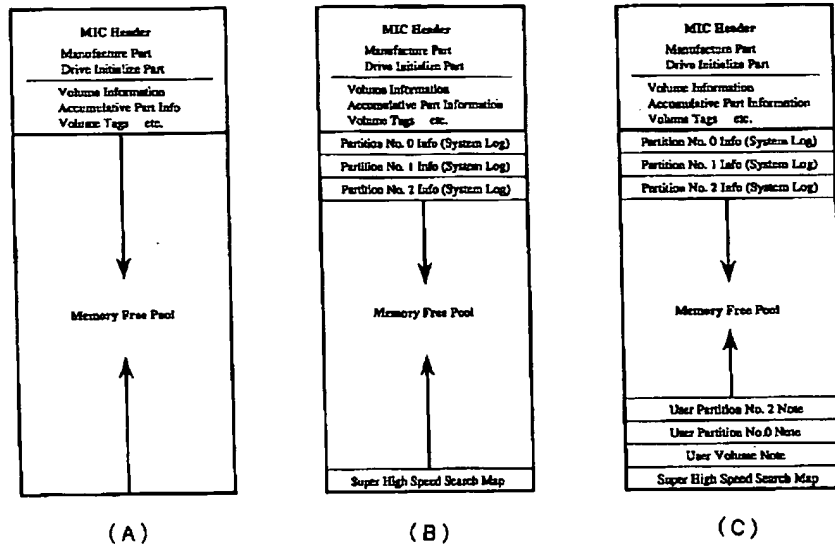 MIC Header
Manufacture Part
Drive Initialize Part
Volume Information
Accumulative Part Info
Volume Tags etc.
Memory Free Pool
(A)
MIC Header
Manufacture Part
Drive Initialize Part
Volume Information
Accumulative Part Information
Volume Tags etc.
Partition No. 0 Info (System Log)
Partition No. 1 Info (System Log)
Partition No. 2 Info (System Log)
Memory Free Pool
Super High Speed Search Map
(B)
MIC Header
Manufacture Part
Drive Initialize Part
Volume Information
Accumulative Part Information
Volume Tags etc.
Partition No. 0 Info (System Log)
Partition No. 1 Info (System Log)
Partition No. 2 Info (System Log)
Memory Free Pool
User Partition No. 2 Note
User Partition No.0 Note
User Volume Note
Super High Speed Search Map
(C)